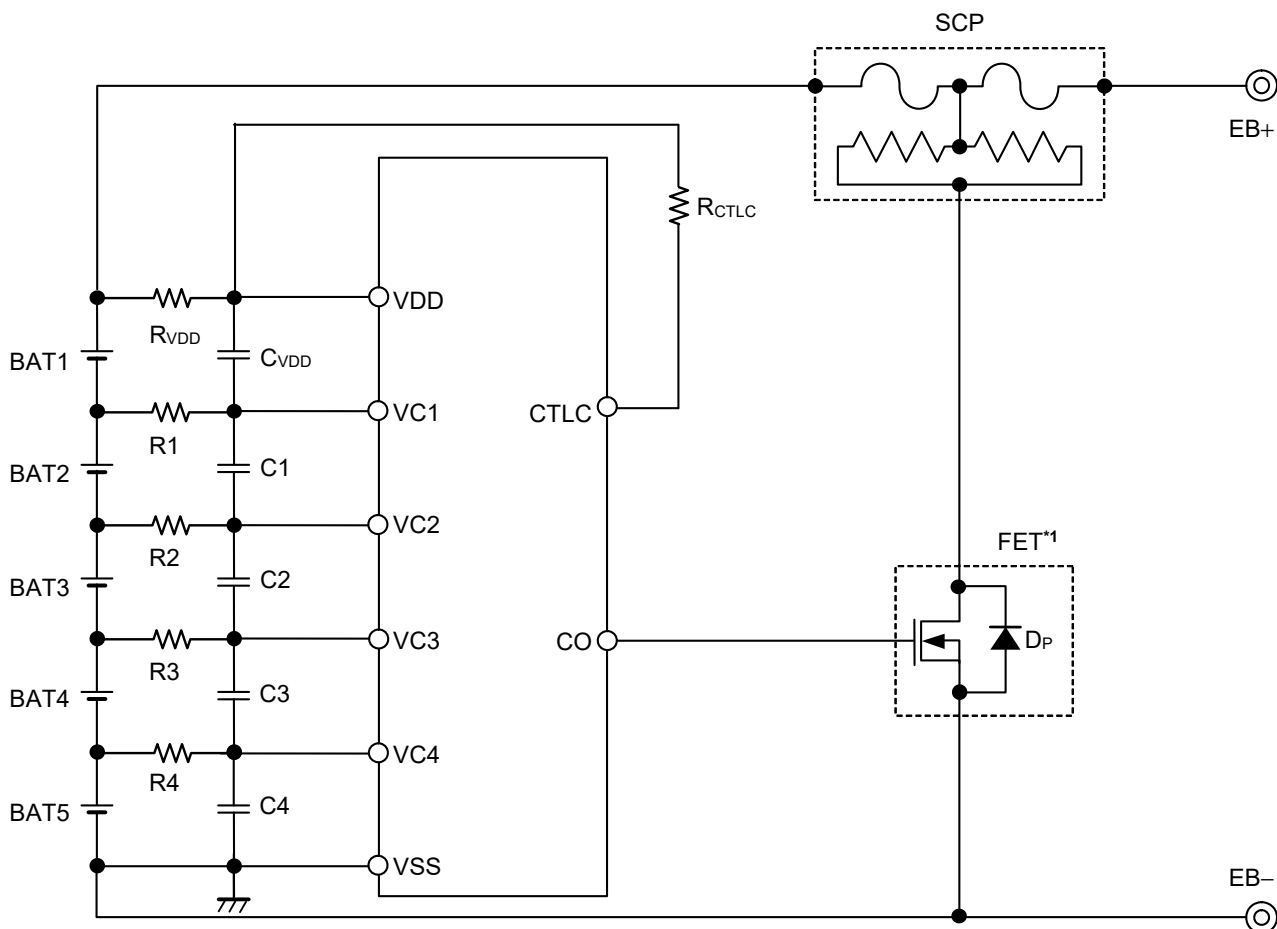 SCP
EB+
RCTLC
VDD
RVDD
CVDD
BAT1
CTLC
VC1
R1
C1
BAT2
VC2
R2
FET*1
C2
BAT3
VC3
CO
DP
R3
C3
BAT4
VC4
R4
C4
BAT5
VSS
EB−